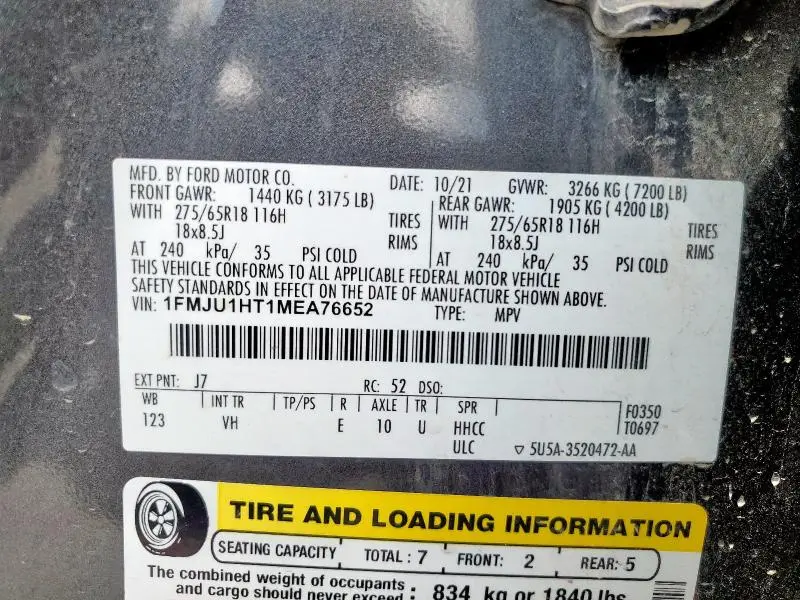 MFD. BY FORD MOTOR CO. DATE: 10/21 GVWR: 3266 KG ( 7200 LB)
FRONT GAWR: 1440 KG ( 3175 LB) REAR GAWR: 1905 KG ( 4200 LB)
WITH 275/65R18 116H TIRES WITH 275/65R18 116H TIRES
18x8.5J RIMS 18x8.5J RIMS
AT 240 kPa/ 35 PSI COLD AT 240 kPa/ 35 PSI COLD
THIS VEHICLE CONFORMS TO ALL APPLICABLE FEDERAL MOTOR VEHICLE
SAFETY STANDARDS IN EFFECT ON THE DATE OF MANUFACTURE SHOWN ABOVE.
VIN: 1FMJU1HT1MEA76652 TYPE: MPV
EXT PNT: J7 RC: 52 DSO:
WB INT TR TP/PS R AXLE TR SPR F0350
123 VH E 10 U HHCC T0697
ULC ▽ 5U5A-3520472-AA
TIRE AND LOADING INFORMATION
SEATING CAPACITY TOTAL : 7 FRONT: 2 REAR: 5
The combined weight of occupants
and cargo should never exceed : 834 kg or 1840 lbs